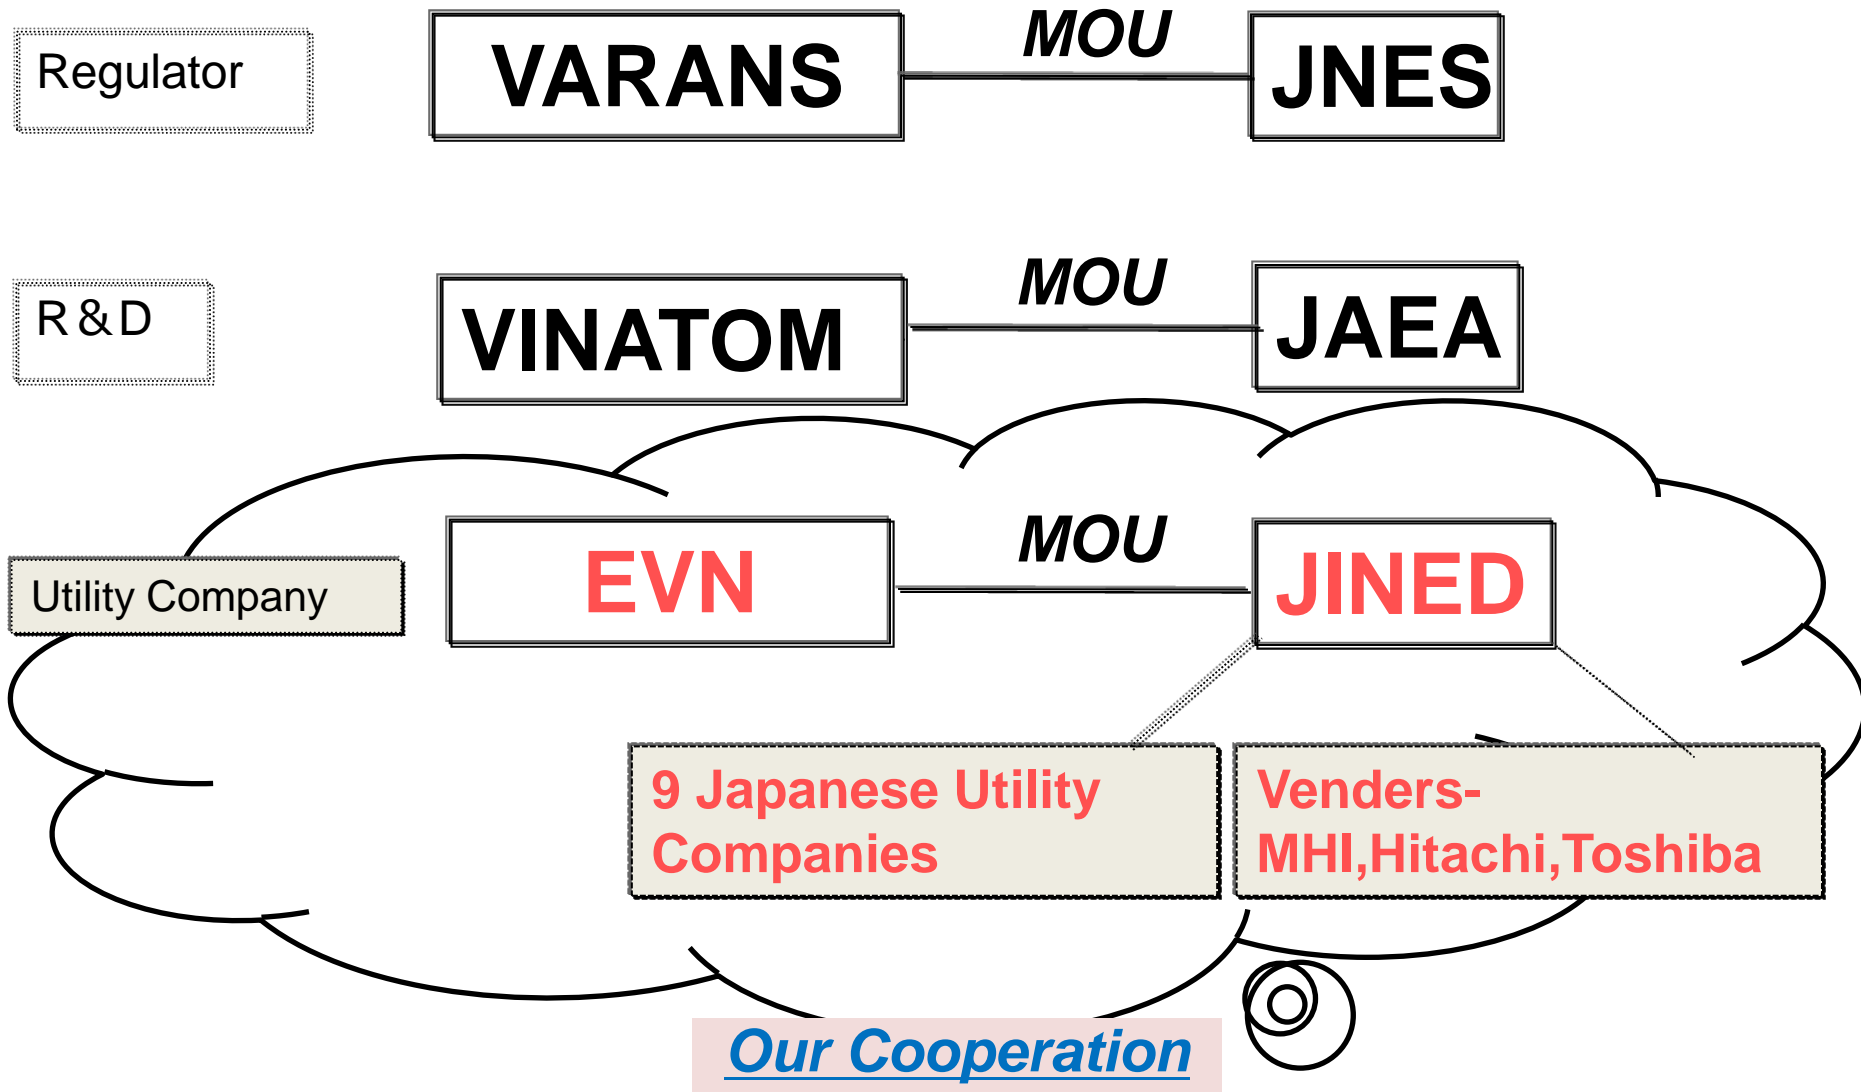 Regulator
VARANS
MOU
JNES
R&D
VINATOM
MOU
JAEA
Utility Company
EVN
MOU
JINED
9 Japanese Utility
Companies
Venders-
MHI,Hitachi,Toshiba
Our Cooperation